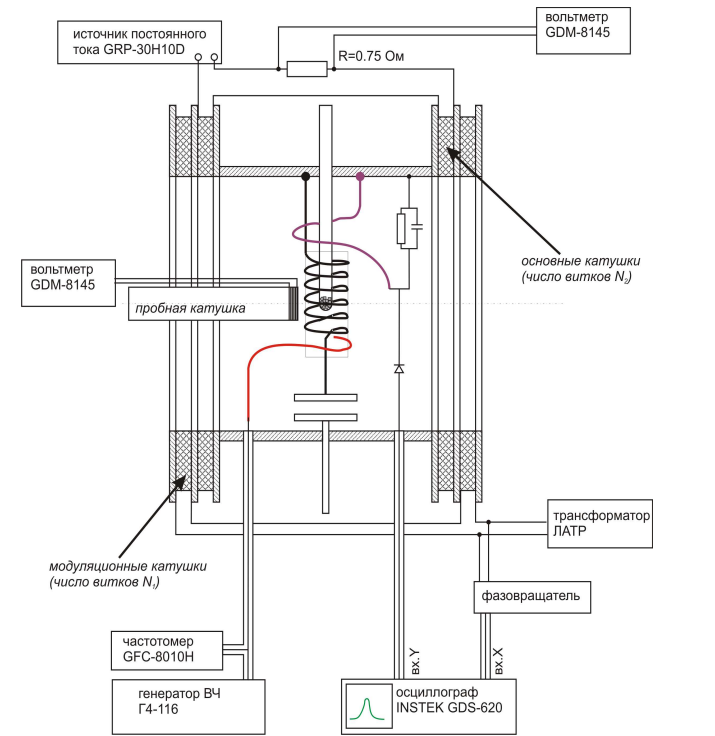 источник постоянного
тока GRP-30H10D
вольтметр
GDM-8145
R=0.75 Ом
основные катушки
(число витков N₂)
вольтметр
GDM-8145
пробная катушка
модуляционные катушки
(число витков N₁)
трансформатор
ЛАТР
фазовращатель
частотомер
GFC-8010H
вх.Y
вх.X
генератор ВЧ
Г4-116
осциллограф
INSTEK GDS-620